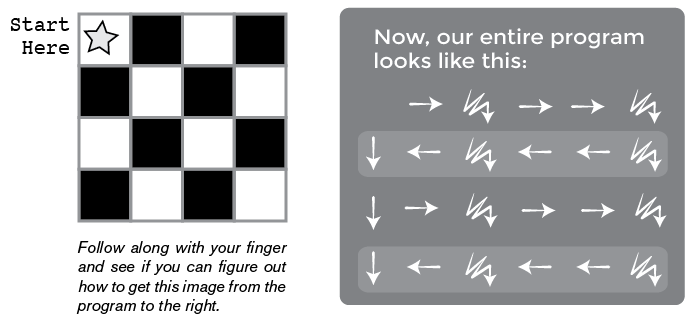 Start
Here
Follow along with your finger
and see if you can figure out
how to get this image from the
program to the right.
Now, our entire program
looks like this: